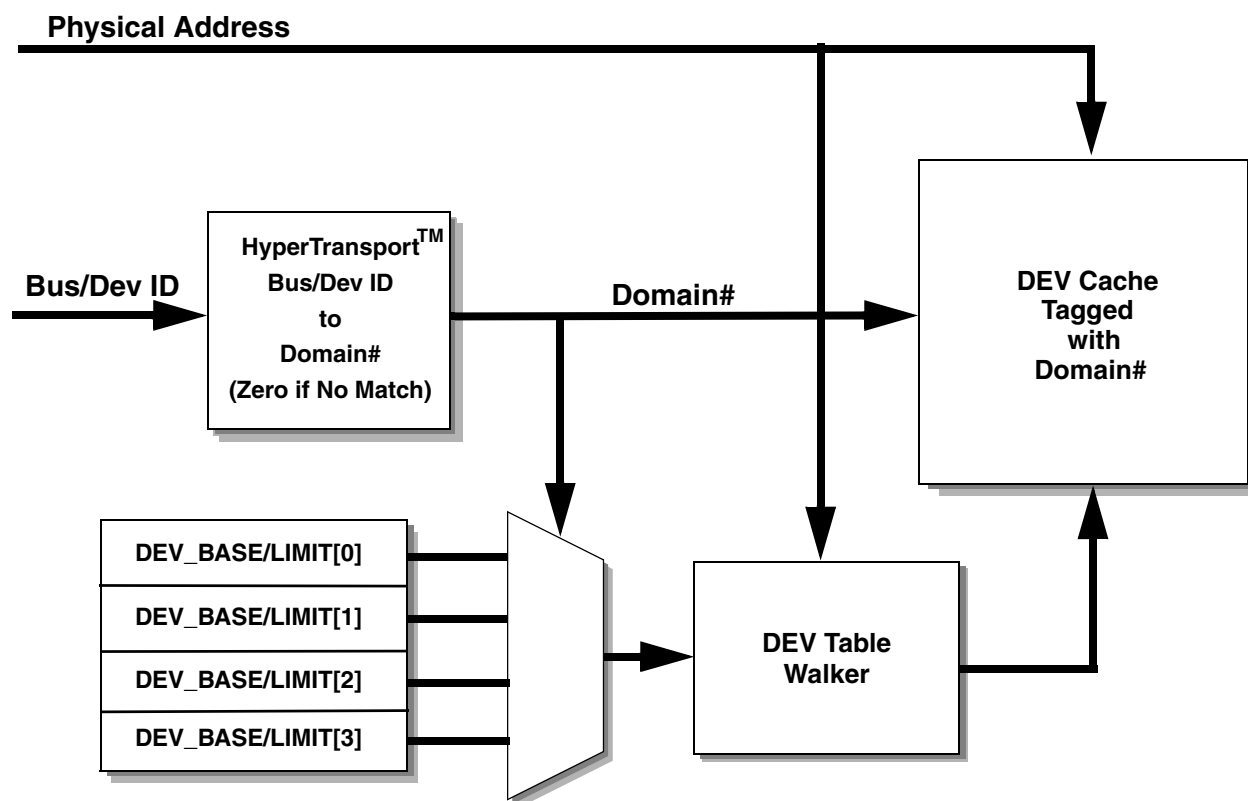 Physical Address
Bus/Dev ID
HyperTransport™
Bus/Dev ID
to
Domain#
(Zero if No Match)
Domain#
DEV Cache
Tagged
with
Domain#
DEV_BASE/LIMIT[0]
DEV_BASE/LIMIT[1]
DEV_BASE/LIMIT[2]
DEV_BASE/LIMIT[3]
DEV Table
Walker